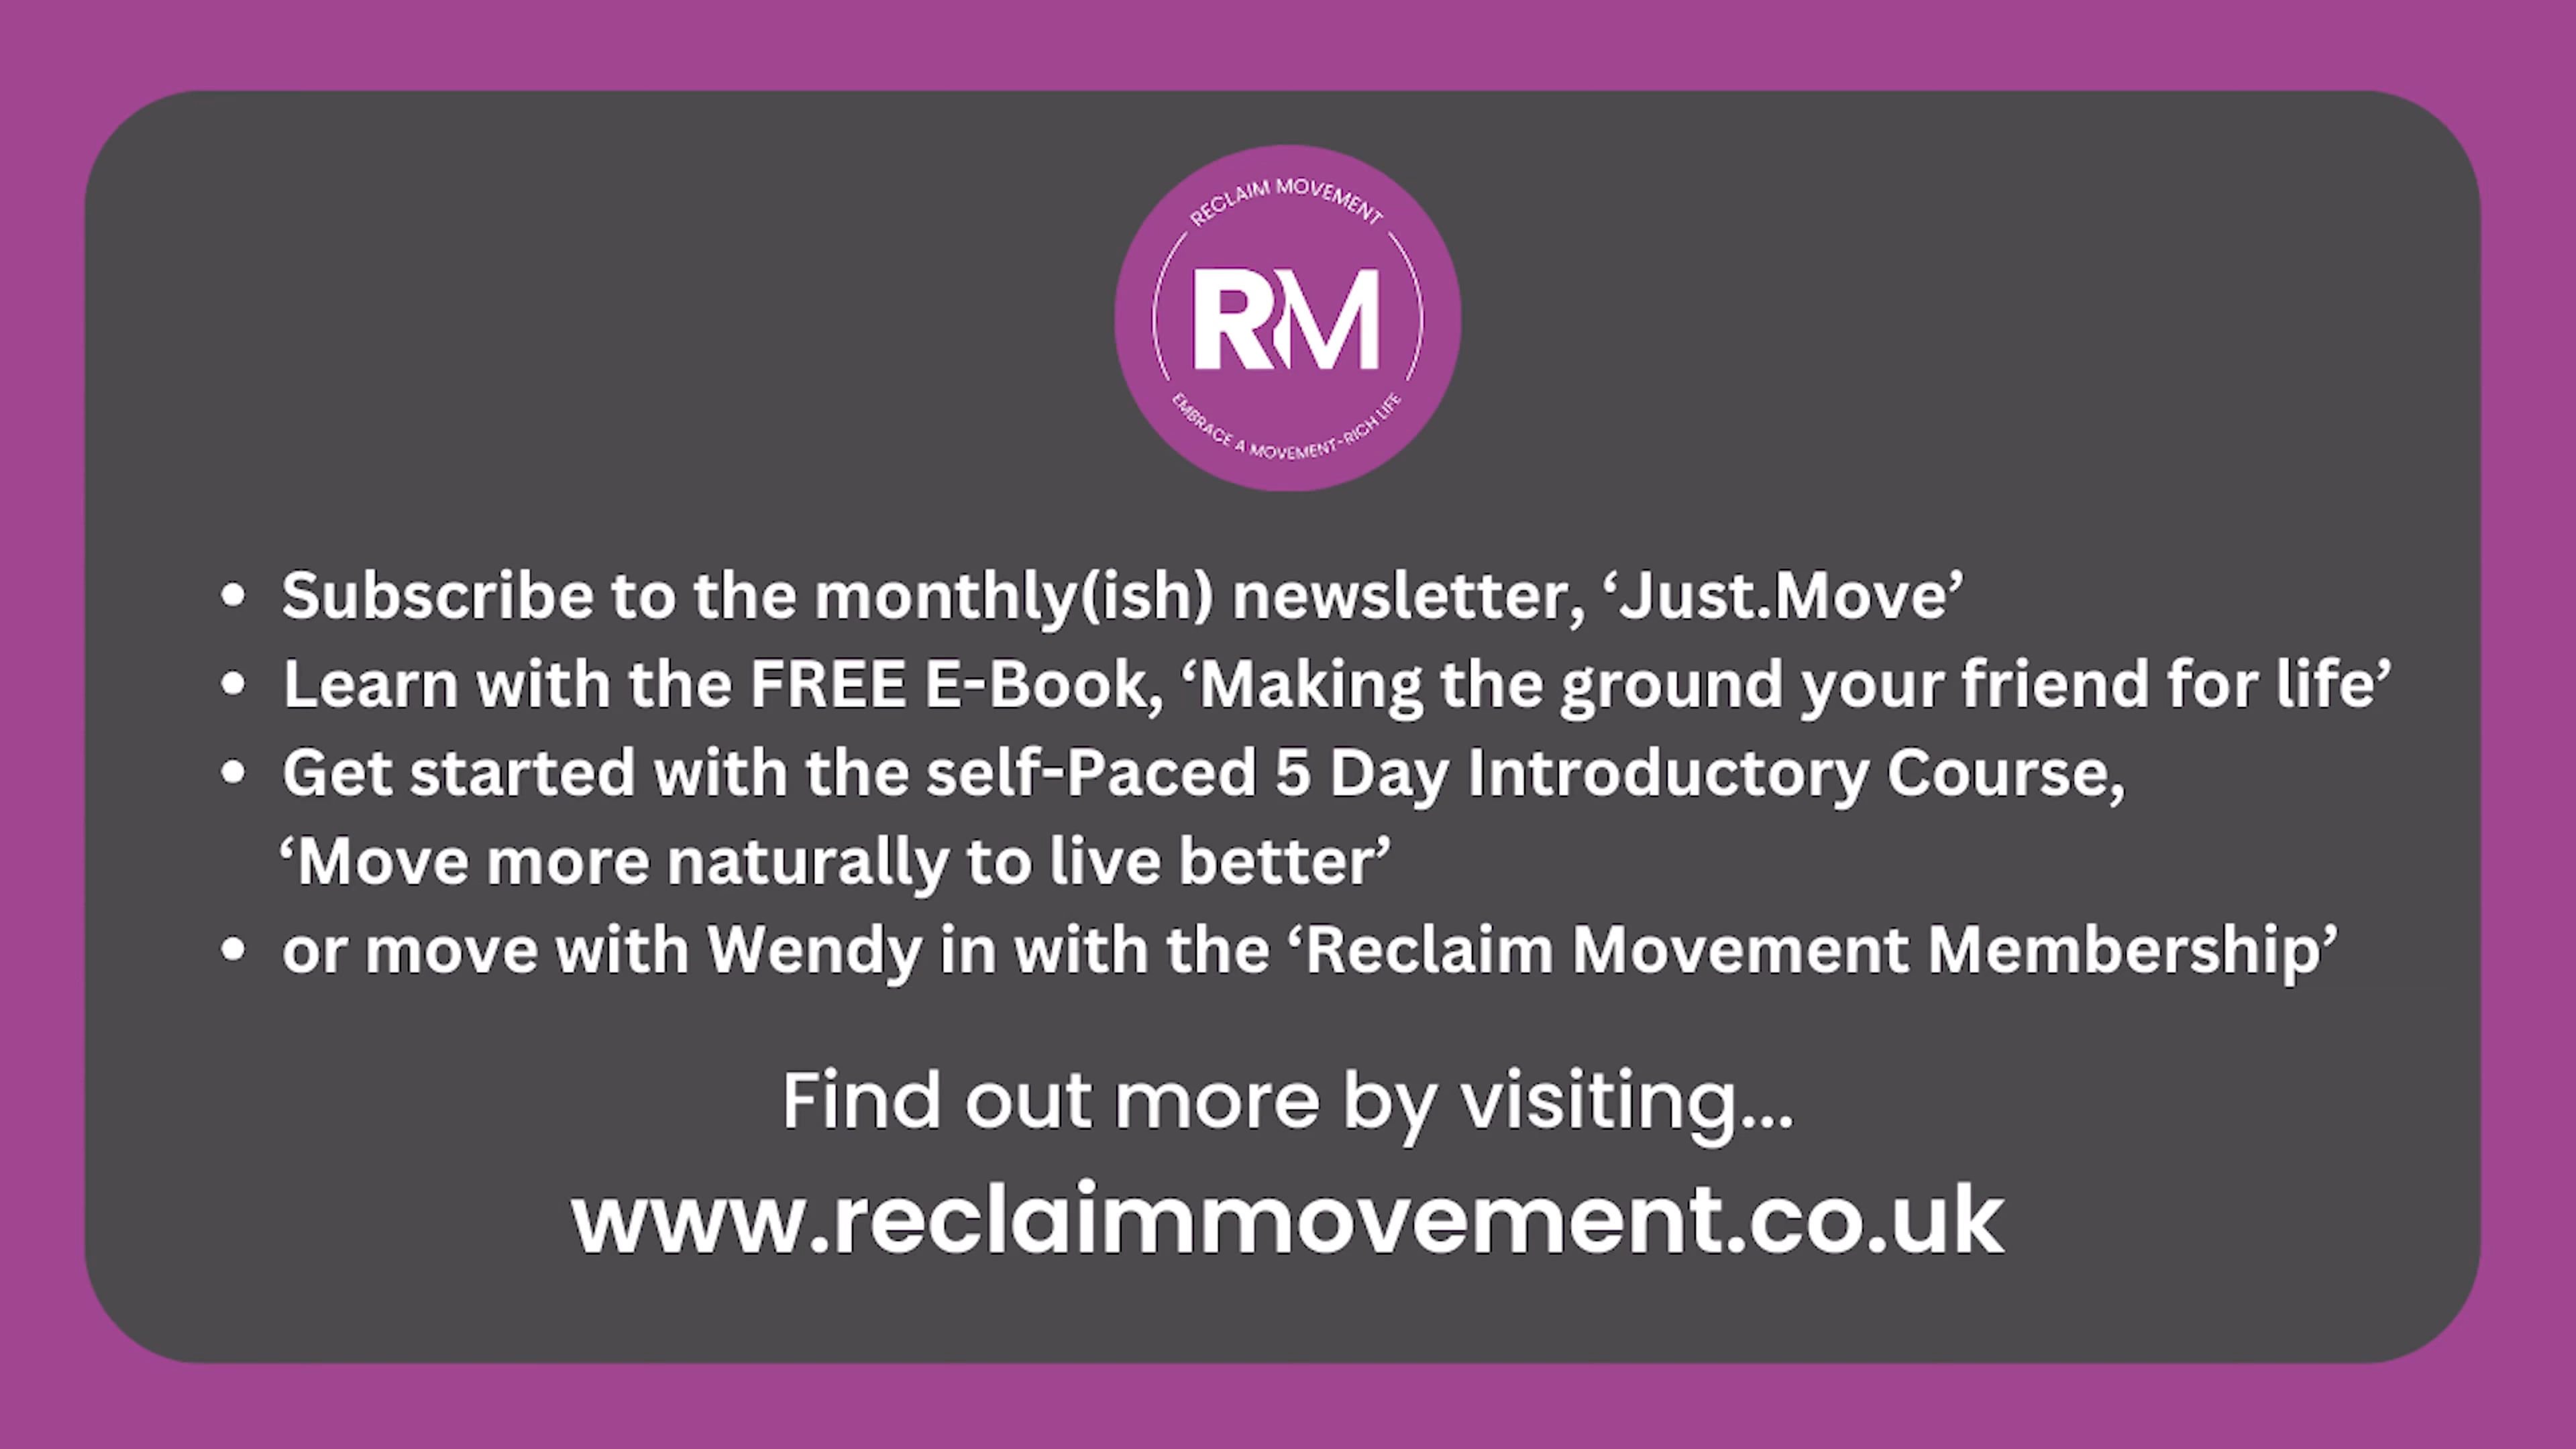 RECLAIM MOVEMENT
RM
EMBRACE A MOVEMENT-RICH LIFE
• Subscribe to the monthly(ish) newsletter, ‘Just.Move’
• Learn with the FREE E-Book, ‘Making the ground your friend for life’
• Get started with the self-Paced 5 Day Introductory Course,
‘Move more naturally to live better’
• or move with Wendy in with the ‘Reclaim Movement Membership’
Find out more by visiting...
www.reclaimmovement.co.uk